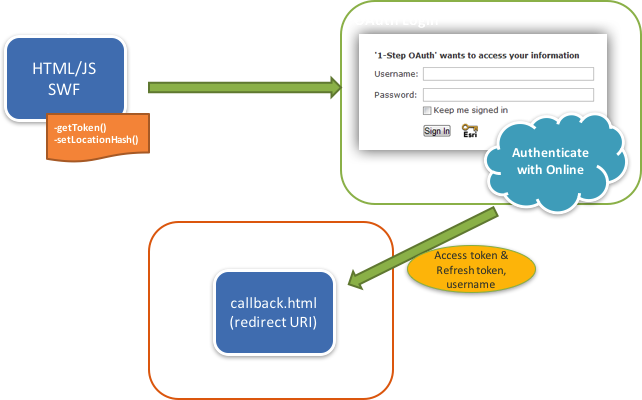 HTML/JS
SWF
-getToken()
-setLocationHash()
'1-Step OAuth' wants to access your information
Username:
Password:
Keep me signed in
Sign In
Esri
Authenticate
with Online
Access token &
Refresh token,
username
callback.html
(redirect URI)